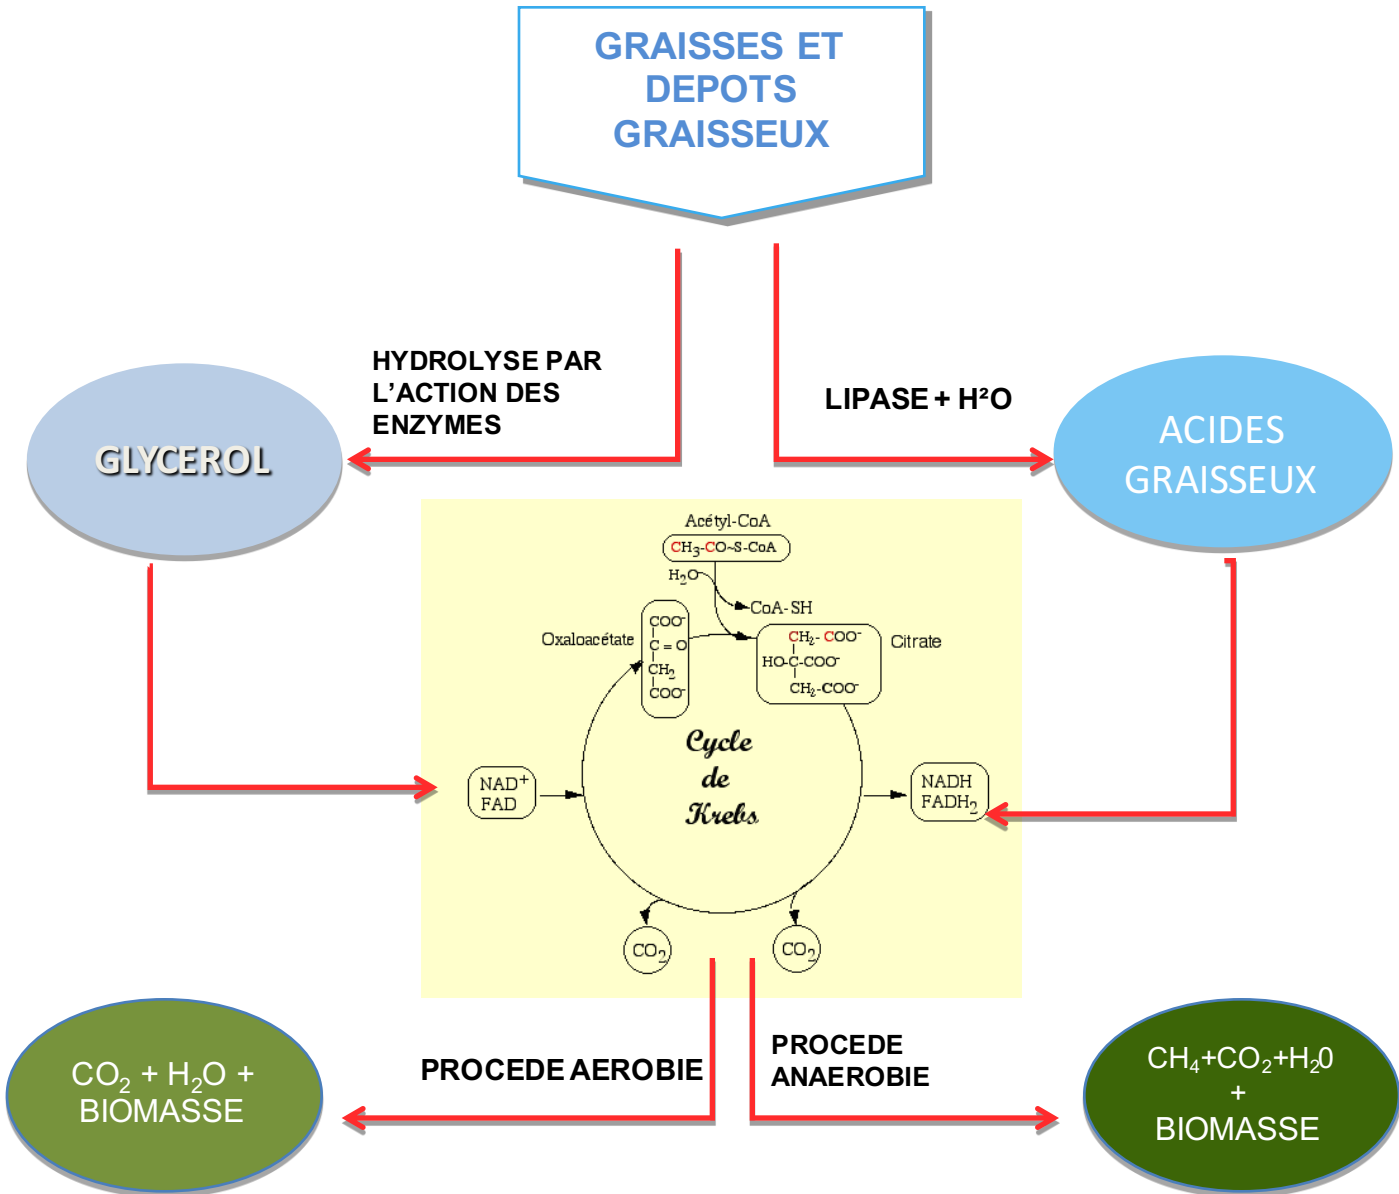 GRAISSES ET
DEPOTS
GRAISSEUX
HYDROLYSE PAR
L’ACTION DES
ENZYMES
LIPASE + H²O
GLYCEROL
ACIDES
GRAISSEUX
Acétyl-CoA
CH₃-CO~S-CoA
H₂O
CoA-SH
Oxaloacétate
COO⁻
C = O
CH₂
COO⁻
CH₂- COO⁻
HO-C-COO⁻
CH₂-COO⁻
Citrate
Cycle
de
Krebs
NAD⁺
FAD
NADH
FADH₂
CO₂
CO₂
PROCEDE AEROBIE
PROCEDE
ANAEROBIE
CO₂ + H₂O +
BIOMASSE
CH₄+CO₂+H₂0
+
BIOMASSE